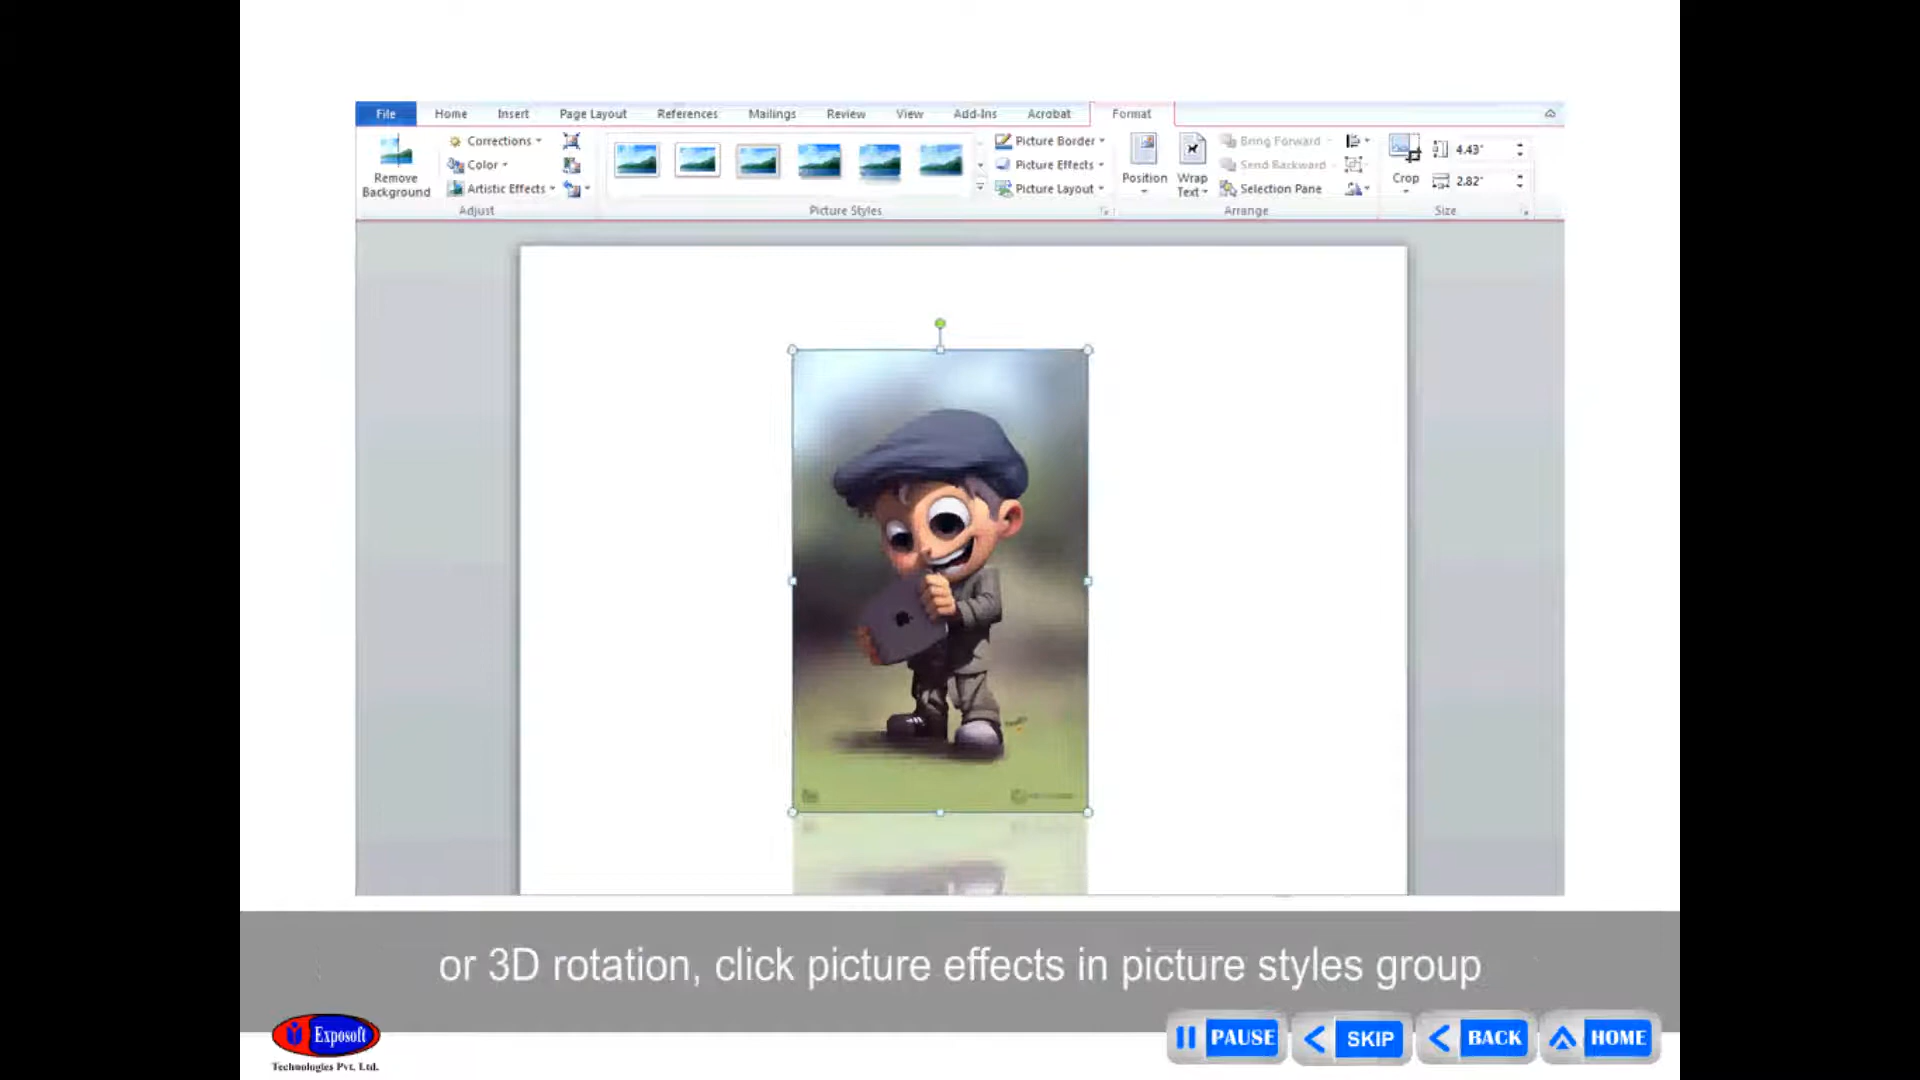 File Home Insert Page Layout References Mailings Review View Add-Ins Acrobat Format
Remove Background
Corrections
Color
Artistic Effects
Adjust
Picture Styles
Picture Border
Picture Effects
Picture Layout
Position
Wrap Text
Bring Forward
Send Backward
Selection Pane
Arrange
Crop
4.43"
2.82"
Size
or 3D rotation, click picture effects in picture styles group
Exposoft
Technologies Pvt. Ltd.
PAUSE
SKIP
BACK
HOME